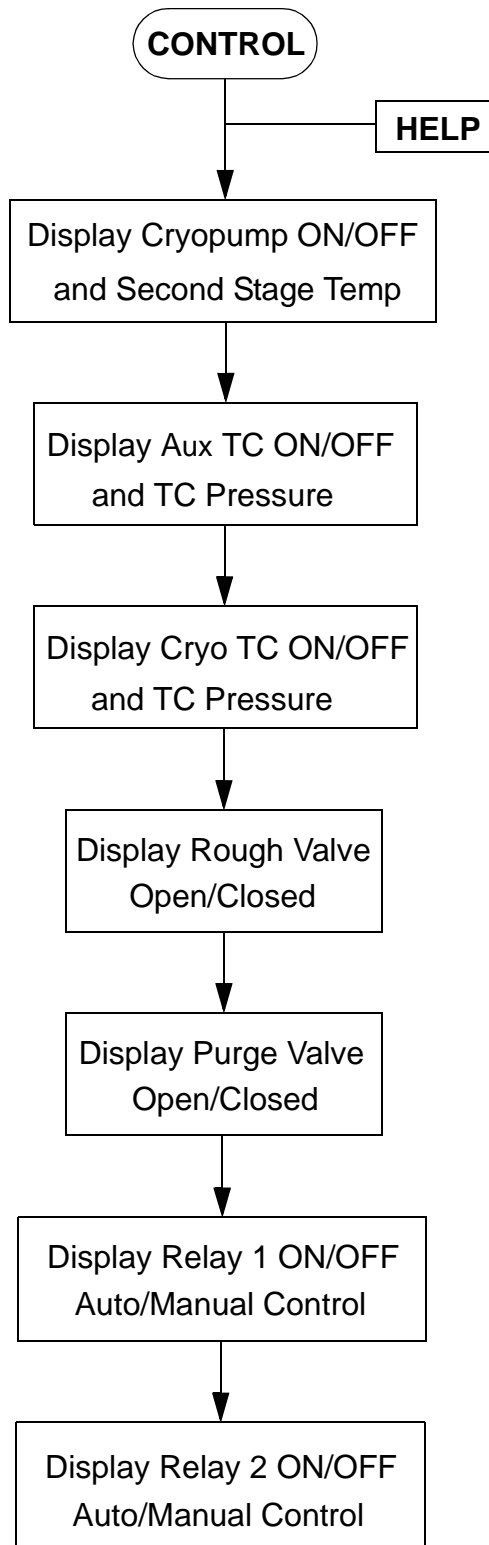 CONTROL
HELP
Display Cryopump ON/OFF
and Second Stage Temp
Display Aux TC ON/OFF
and TC Pressure
Display Cryo TC ON/OFF
and TC Pressure
Display Rough Valve
Open/Closed
Display Purge Valve
Open/Closed
Display Relay 1 ON/OFF
Auto/Manual Control
Display Relay 2 ON/OFF
Auto/Manual Control